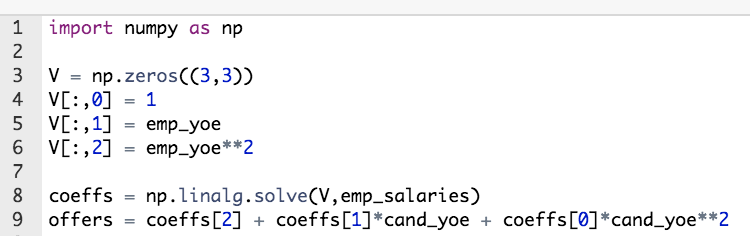 1 import numpy as np
2
3 V = np.zeros((3,3))
4 V[:,0] = 1
5 V[:,1] = emp_yoe
6 V[:,2] = emp_yoe**2
7
8 coeffs = np.linalg.solve(V,emp_salaries)
9 offers = coeffs[2] + coeffs[1]*cand_yoe + coeffs[0]*cand_yoe**2